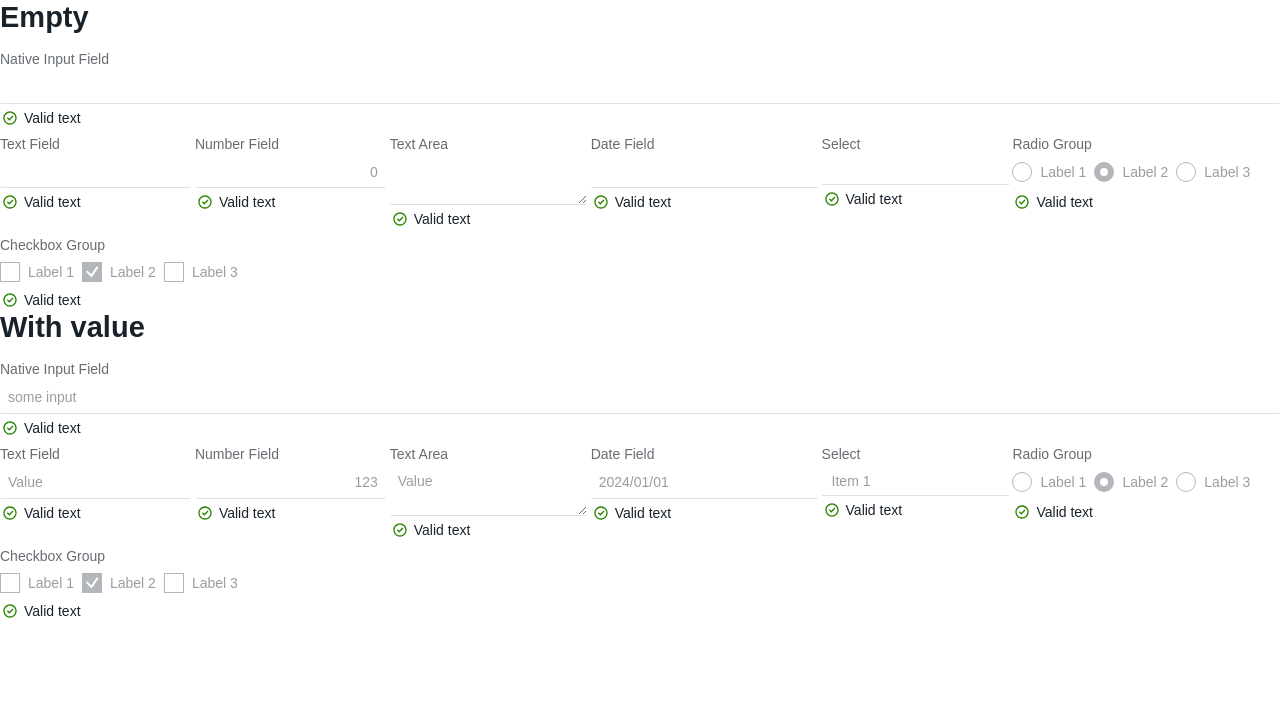 Empty
Native Input Field
Valid text
Text Field Number Field Text Area Date Field Select Radio Group
0 Label 1 Label 2 Label 3
Valid text Valid text Valid text Valid text Valid text Valid text
Checkbox Group
Label 1 Label 2 Label 3
Valid text
With value
Native Input Field
some input
Valid text
Text Field Number Field Text Area Date Field Select Radio Group
Value 123 Value 2024/01/01 Item 1 Label 1 Label 2 Label 3
Valid text Valid text Valid text Valid text Valid text Valid text
Checkbox Group
Label 1 Label 2 Label 3
Valid text